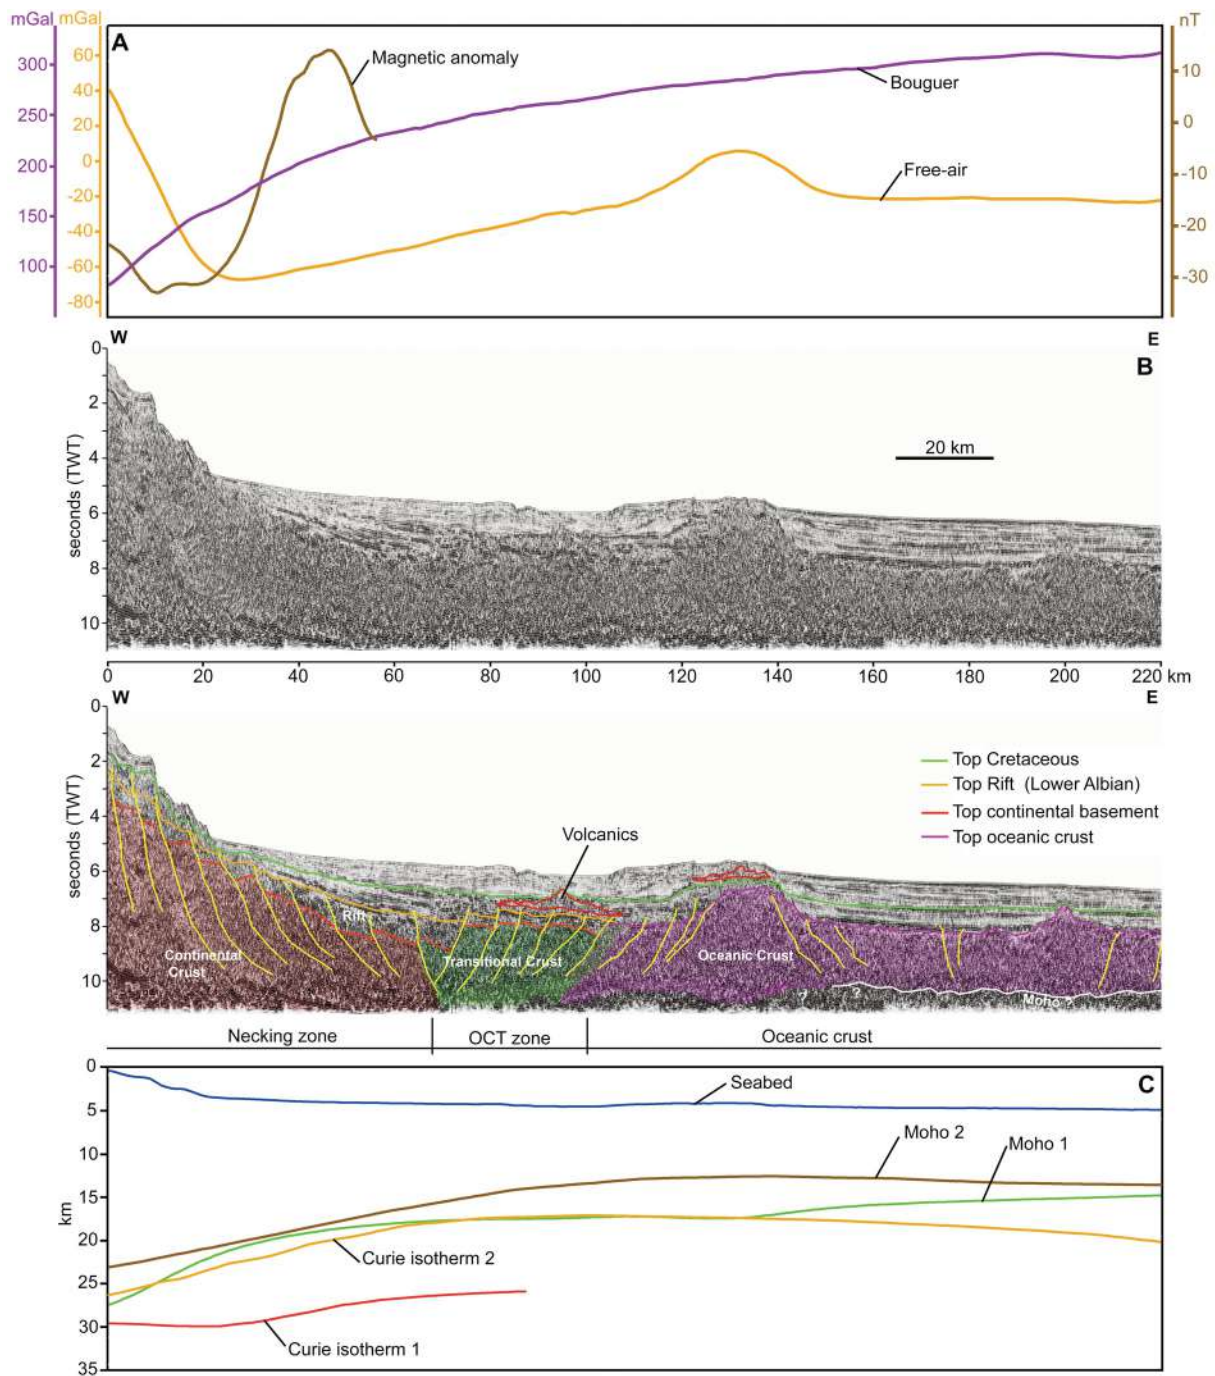 mGal mGal nT
A
60
300
40
250
20
0
200
-20
150
-40
100
-60
-80
10
0
-10
-20
-30
Magnetic anomaly
Bouguer
Free-air
W E
B
0
2
4
6
8
10
seconds (TWT)
20 km
0 20 40 60 80 100 120 140 160 180 200 220 km
W E
0
2
4
6
8
10
seconds (TWT)
Top Cretaceous
Top Rift (Lower Albian)
Top continental basement
Top oceanic crust
Volcanics
Rift
Continental
Crust
Transitional Crust
Oceanic Crust
? ?
Moho ?
Necking zone OCT zone Oceanic crust
C
0
5
10
15
20
25
30
35
km
Seabed
Moho 2
Moho 1
Curie isotherm 2
Curie isotherm 1